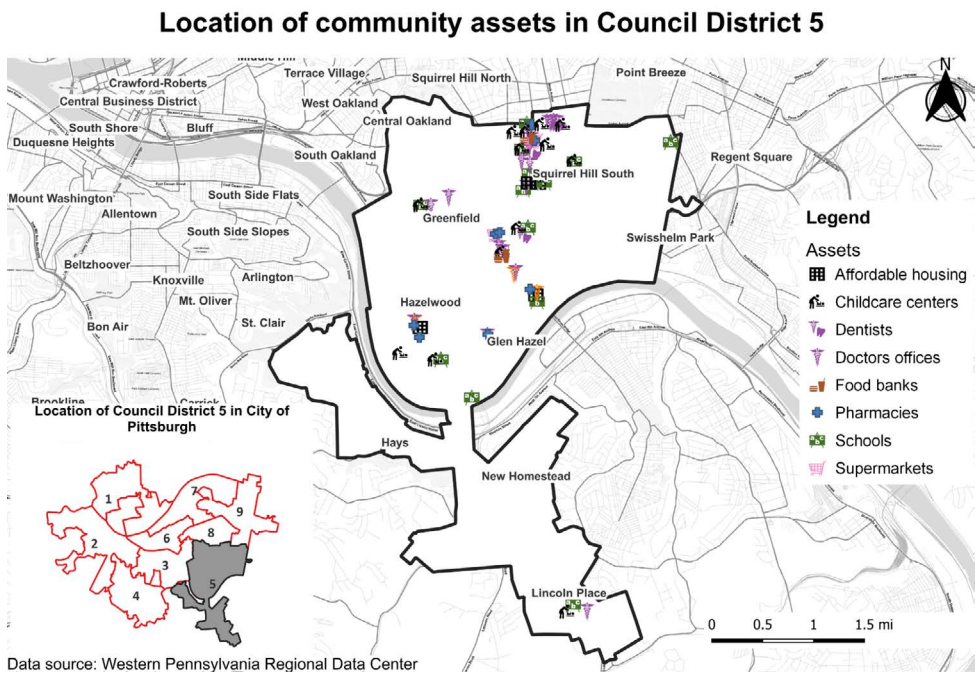 Location of community assets in Council District 5
Terrace Village
Squirrel Hill North
Point Breeze
Crawford-Roberts
Central Business District
West Oakland
N
South Shore
Bluff
Central Oakland
Duquesne Heights
South Oakland
Regent Square
Squirrel Hill South
Mount Washington
South Side Flats
Allentown
Greenfield
South Side Slopes
Swisshelm Park
Beltzhoover
Knoxville
Arlington
Mt. Oliver
Hazelwood
St. Clair
Bon Air
Glen Hazel
Brookline
Carrick
Hays
New Homestead
Lincoln Place
Legend
Assets
Affordable housing
Childcare centers
Dentists
Doctors offices
Food banks
Pharmacies
Schools
Supermarkets
Location of Council District 5 in City of
Pittsburgh
1
7
9
2
6
8
3
5
4
0 0.5 1 1.5 mi
Data source: Western Pennsylvania Regional Data Center